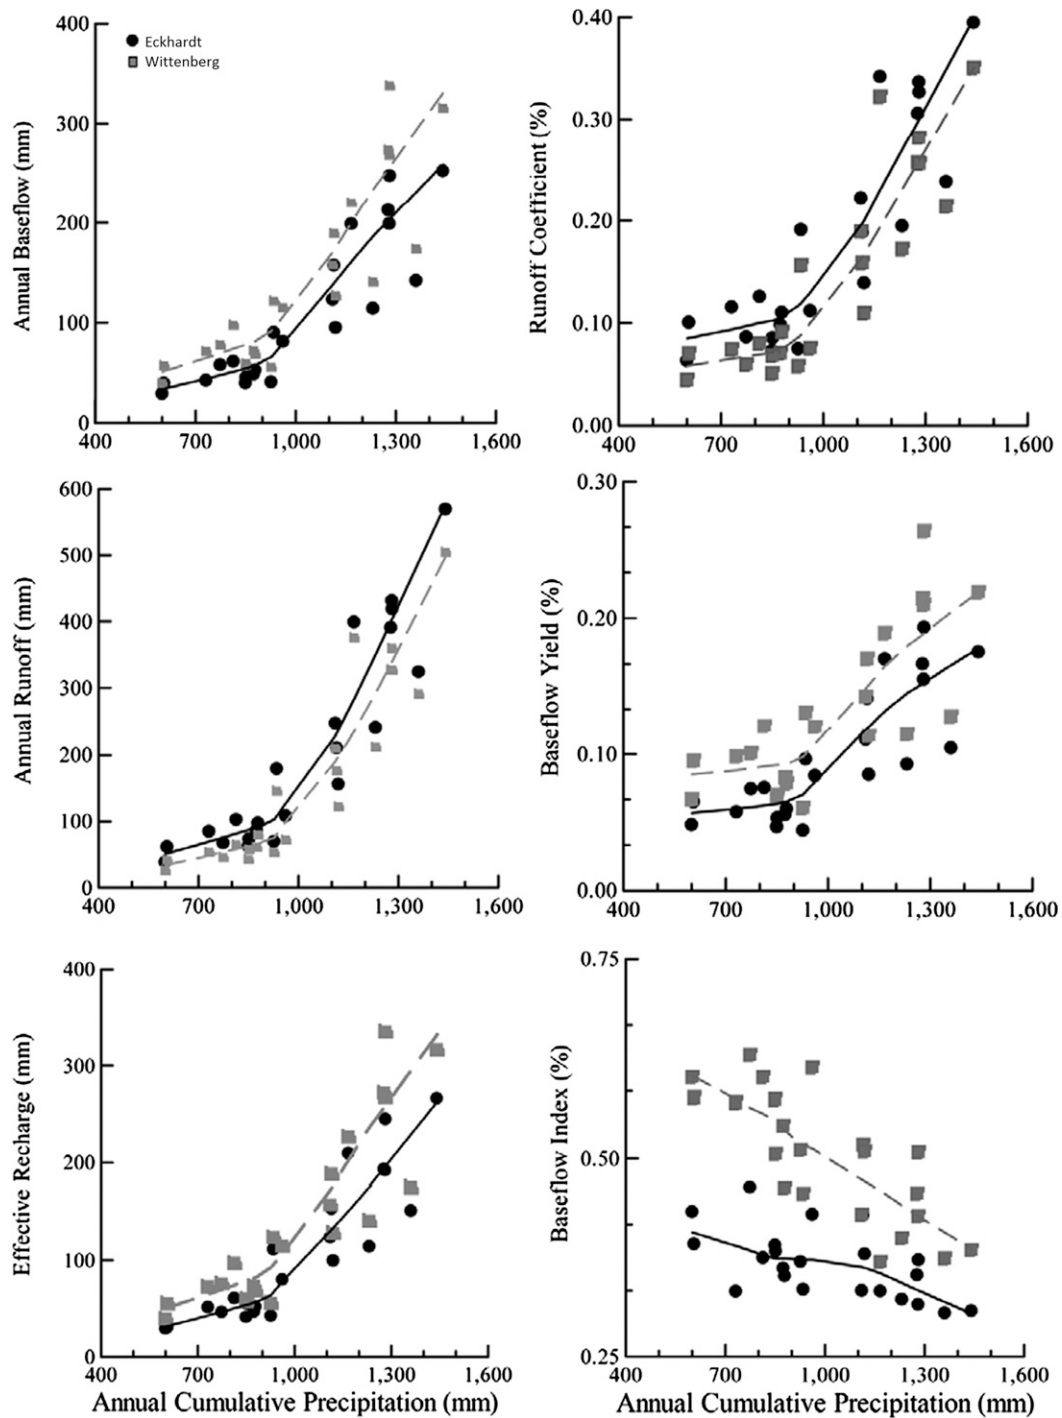 400
300
200
100
0
Annual Baseflow (mm)
Eckhardt
Wittenberg
400 700 1,000 1,300 1,600
0.40
0.30
0.20
0.10
0.00
Runoff Coefficient (%)
400 700 1,000 1,300 1,600
600
500
400
300
200
100
0
Annual Runoff (mm)
400 700 1,000 1,300 1,600
0.30
0.20
0.10
0.00
Baseflow Yield (%)
400 700 1,000 1,300 1,600
400
300
200
100
0
Effective Recharge (mm)
400 700 1,000 1,300 1,600
Annual Cumulative Precipitation (mm)
0.75
0.50
0.25
Baseflow Index (%)
400 700 1,000 1,300 1,600
Annual Cumulative Precipitation (mm)